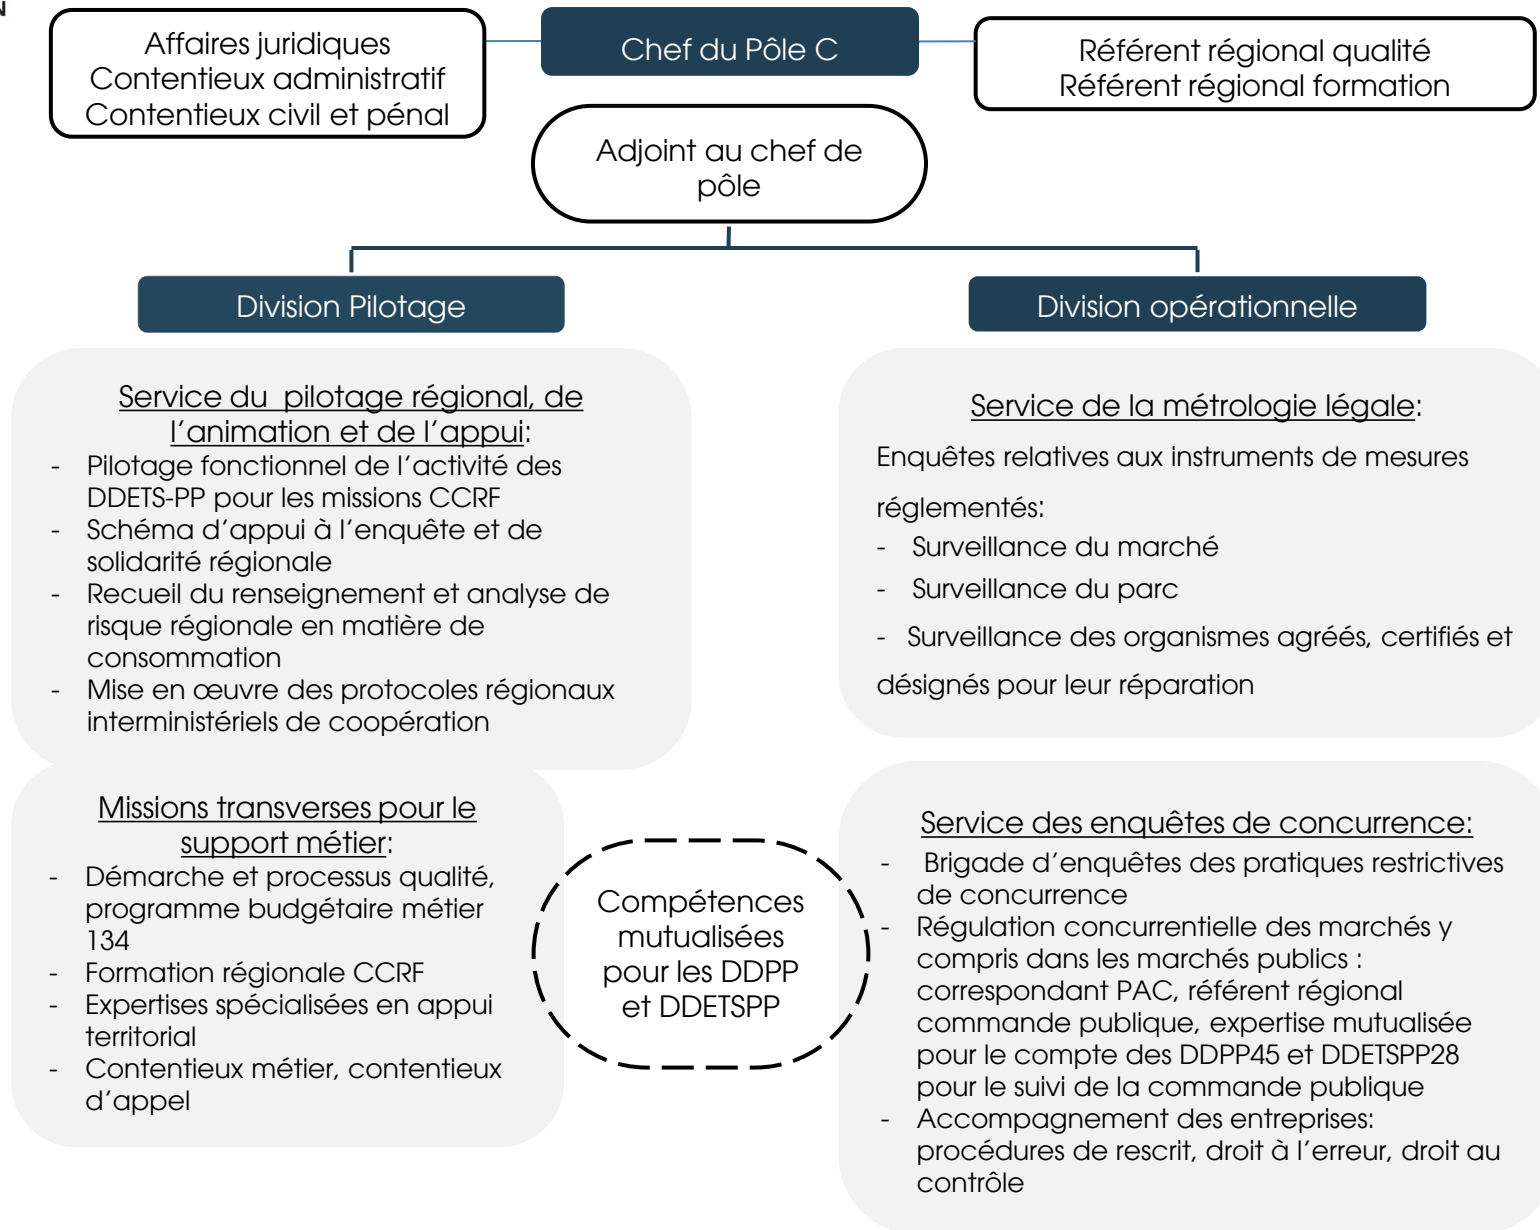 N
Affaires juridiques
Contentieux administratif
Contentieux civil et pénal
Chef du Pôle C
Référent régional qualité
Référent régional formation
Adjoint au chef de
pôle
Division Pilotage
Division opérationnelle
Service du  pilotage régional, de
l’animation et de l’appui:
- Pilotage fonctionnel de l’activité des
DDETS-PP pour les missions CCRF
- Schéma d’appui à l’enquête et de
solidarité régionale
- Recueil du renseignement et analyse de
risque régionale en matière de
consommation
- Mise en œuvre des protocoles régionaux
interministériels de coopération
Service de la métrologie légale:
Enquêtes relatives aux instruments de mesures
réglementés:
- Surveillance du marché
- Surveillance du parc
- Surveillance des organismes agréés, certifiés et
désignés pour leur réparation
Missions transverses pour le
support métier:
- Démarche et processus qualité,
programme budgétaire métier
134
- Formation régionale CCRF
- Expertises spécialisées en appui
territorial
- Contentieux métier, contentieux
d’appel
Compétences
mutualisées
pour les DDPP
et DDETSPP
Service des enquêtes de concurrence:
- Brigade d’enquêtes des pratiques restrictives
de concurrence
- Régulation concurrentielle des marchés y
compris dans les marchés publics :
correspondant PAC, référent régional
commande publique, expertise mutualisée
pour le compte des DDPP45 et DDETSPP28
pour le suivi de la commande publique
- Accompagnement des entreprises:
procédures de rescrit, droit à l’erreur, droit au
contrôle